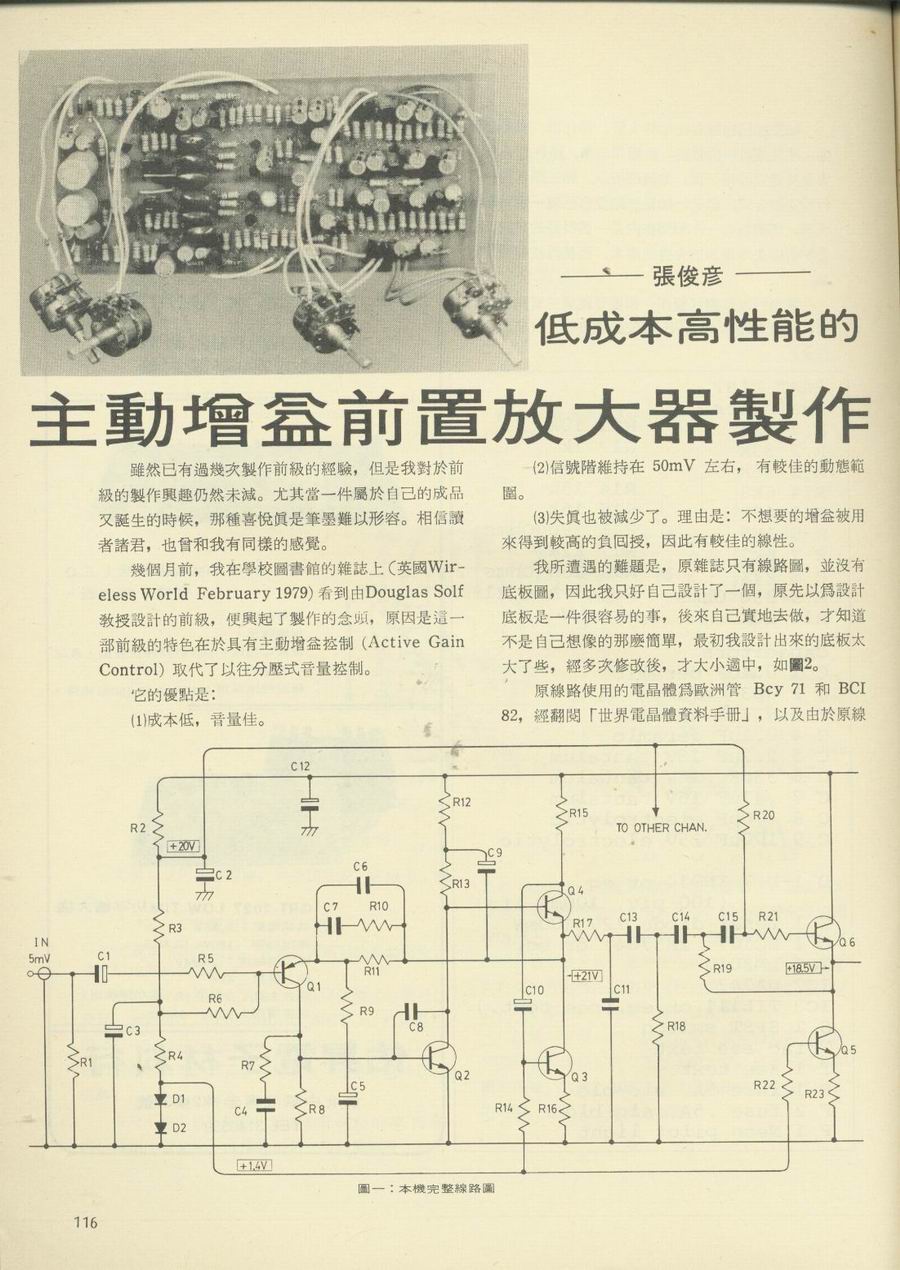 張俊彦
低成本高性能的
主動增益前置放大器製作
雖然已有過幾次製作前級的經驗，但是我對於前
級的製作興趣仍然未減。尤其當一件屬於自己的成品
又誕生的時候，那種喜悅眞是筆墨難以形容。相信讀
者諸君，也曾和我有同樣的感覺。
幾個月前，我在學校圖書館的雜誌上（英國Wir-
eless World February 1979) 看到由Douglas Solf
敎授設計的前級，便興起了製作的念頭，原因是這一
部前級的特色在於具有主動增益控制 (Active Gain
Control) 取代了以往分壓式音量控制。
它的優點是：
(1)成本低，音量佳。
(2)信號階維持在 50mV 左右，有較佳的動態範
圍。
(3)失眞也被減少了。理由是：不想要的增益被用
來得到較高的負回授，因此有較佳的線性。
我所遭遇的難題是，原雜誌只有線路圖，並沒有
底板圖，因此我只好自己設計了一個，原先以爲設計
底板是一件很容易的事，後來自己實地去做，才知道
不是自己想像的那麽簡單，最初我設計出來的底板太
大了些，經多次修改後，才大小適中，如圖2。
原線路使用的電晶體爲歐洲管 Bcy 71 和 BCI
82，經翻閱「世界電晶體資料手冊」，以及由於原線
C12
R2
+20V
C2
R12
R15
TO OTHER CHAN.
R20
C9
C6
R13
Q4
C7
R10
R3
R17
C13
C14
C15
R21
Q6
IN
5mV
C1
R5
Q1
R11
+21V
R19
+18.5V
R6
R9
C10
C11
C3
C8
R18
R1
R4
R7
Q2
Q3
Q5
D1
C4
R8
C5
R14
R16
R22
R23
D2
+1.4V
圖一：本機完整線路圖
116